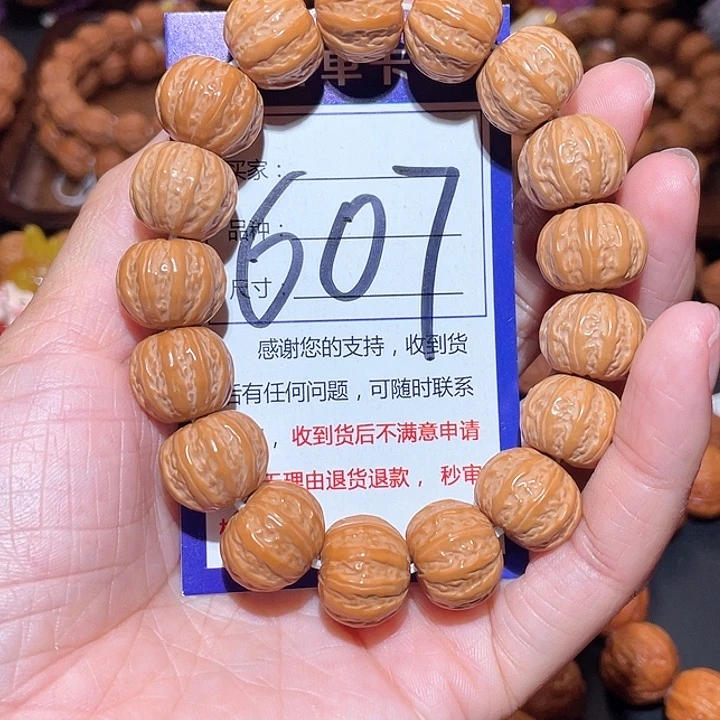 单卡
买家：
品种：
尺寸：
607
感谢您的支持，收到货
后有任何问题，可随时联系
，收到货后不满意申请
无理由退货退款，秒审